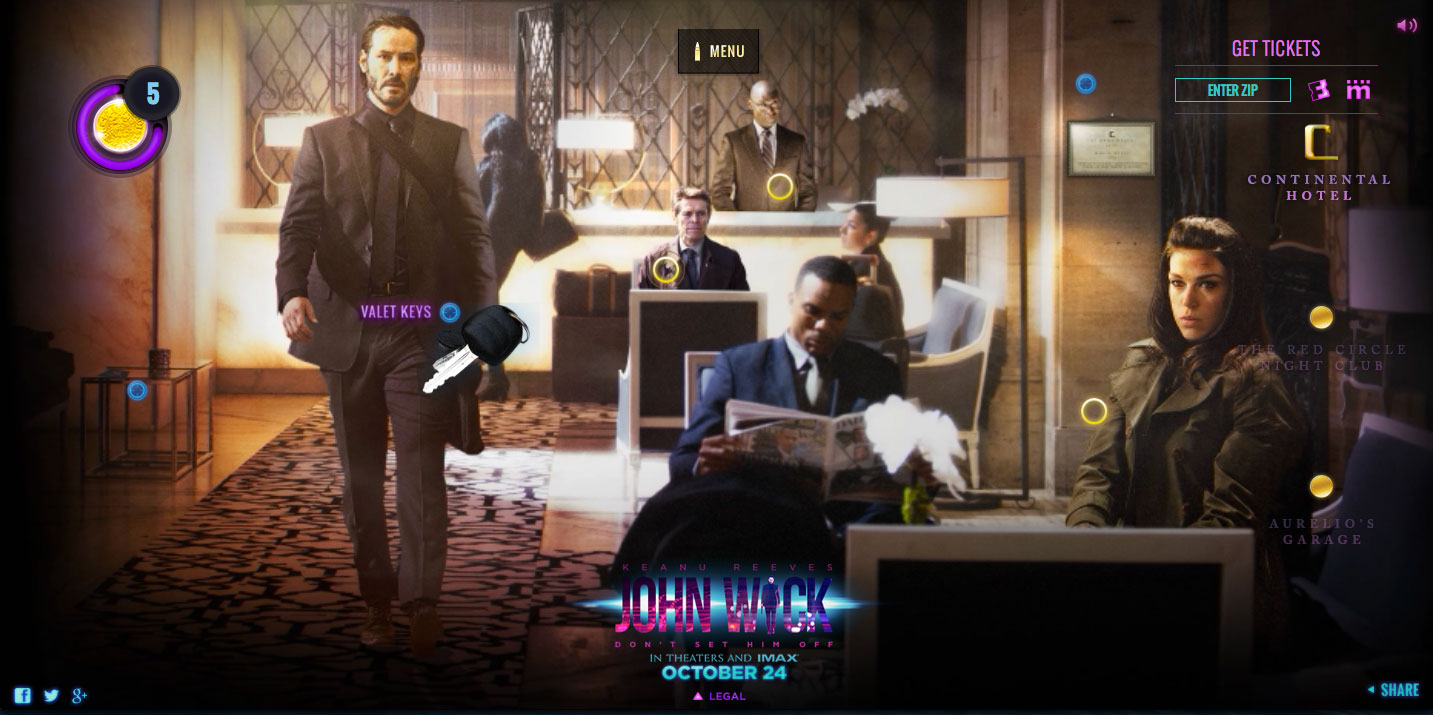 MENU
GET TICKETS
5
ENTER ZIP
CONTINENTAL
HOTEL
VALET KEYS
THE RED CIRCLE
NIGHT CLUB
AURELIO'S
GARAGE
KEANU REEVES
JOHN WICK
DON'T SET HIM OFF
IN THEATERS AND IMAX
OCTOBER 24
LEGAL
SHARE